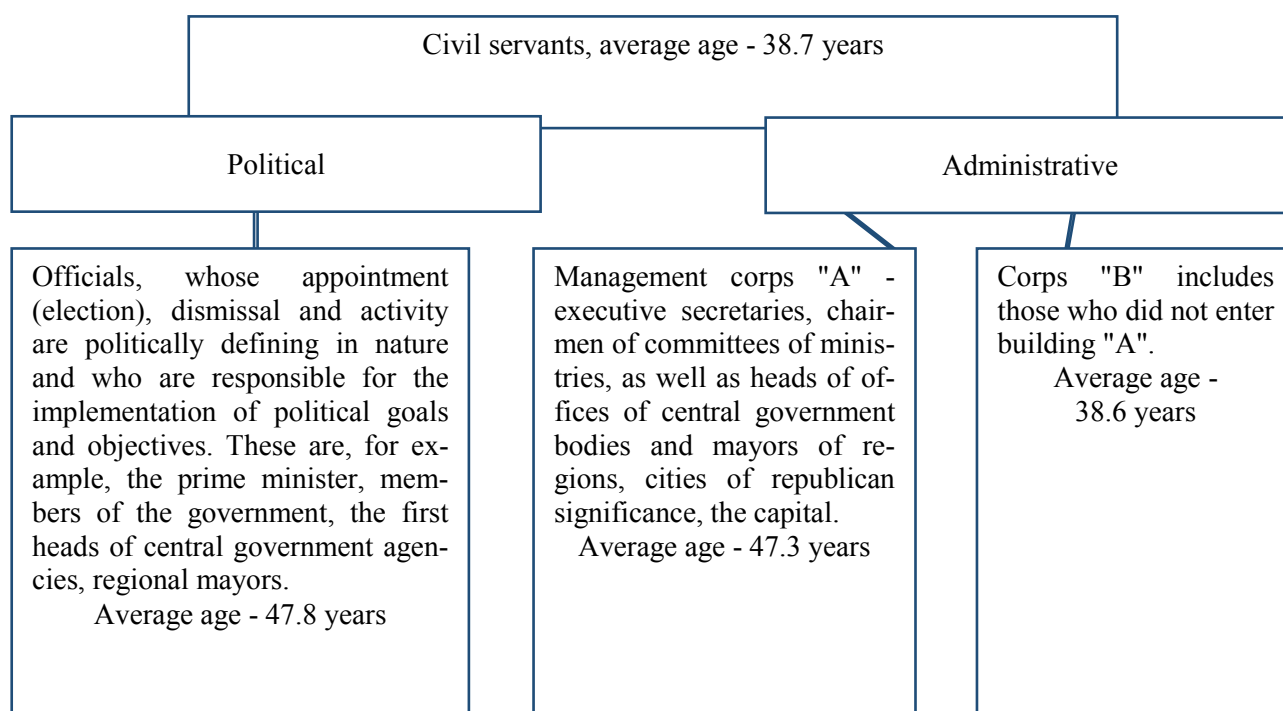 Civil servants, average age - 38.7 years
Political
Administrative
Officials, whose appointment
(election), dismissal and activity
are politically defining in nature
and who are responsible for the
implementation of political goals
and objectives. These are, for ex-
ample, the prime minister, mem-
bers of the government, the first
heads of central government agen-
cies, regional mayors.
Average age - 47.8 years
Management corps "A" -
executive secretaries, chair-
men of committees of minis-
tries, as well as heads of of-
fices of central government
bodies and mayors of re-
gions, cities of republican
significance, the capital.
Average age - 47.3 years
Corps "B" includes
those who did not enter
building "A".
Average age -
38.6 years